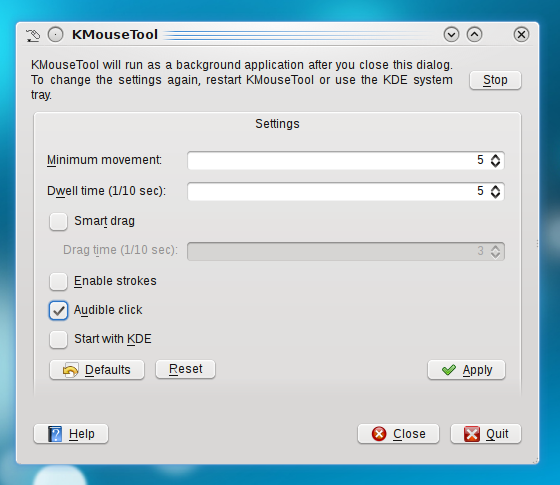 KMouseTool
KMouseTool will run as a background application after you close this dialog.
To change the settings again, restart KMouseTool or use the KDE system
tray.
Stop
Settings
Minimum movement: 5
Dwell time (1/10 sec): 5
Smart drag
Drag time (1/10 sec): 3
Enable strokes
Audible click
Start with KDE
Defaults Reset Apply
Help Close Quit